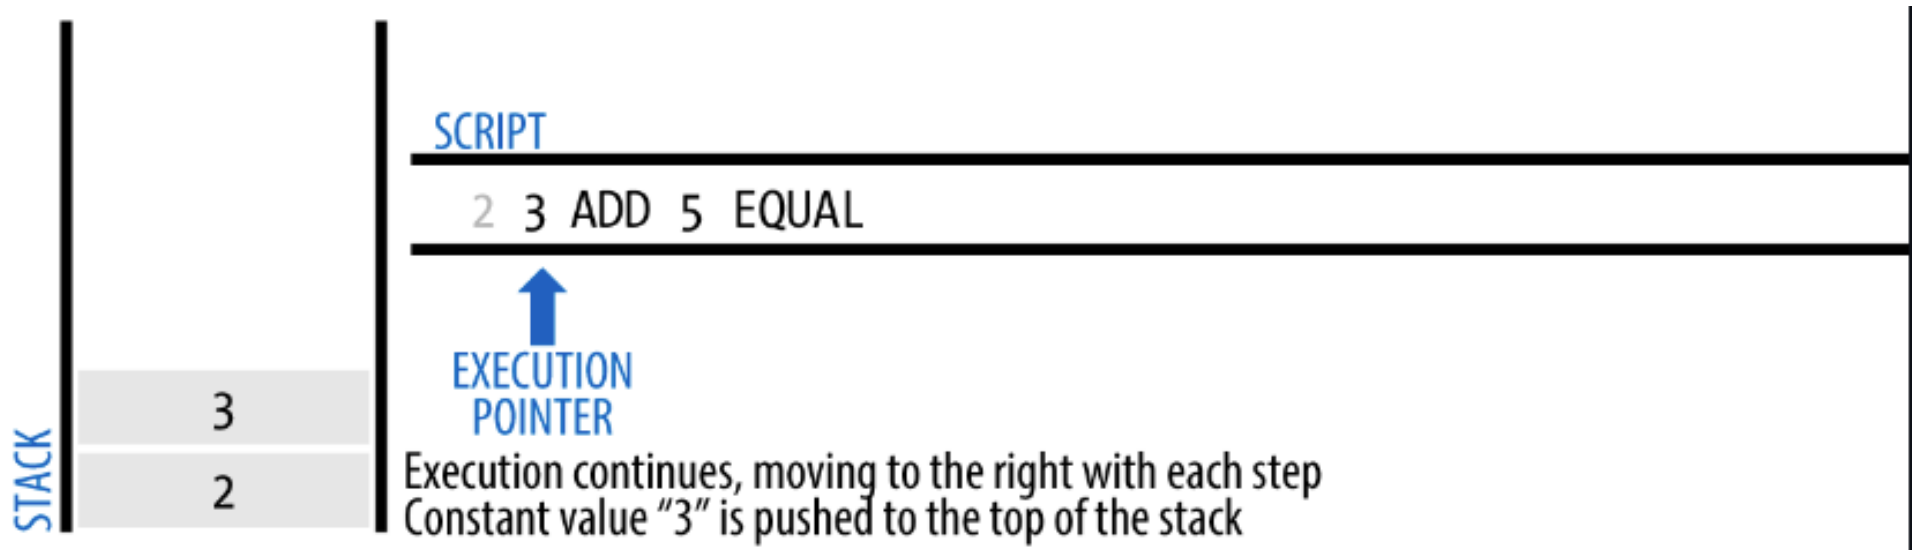 SCRIPT
2 3 ADD 5 EQUAL
EXECUTION
POINTER
3
2
STACK
Execution continues, moving to the right with each step
Constant value “3” is pushed to the top of the stack